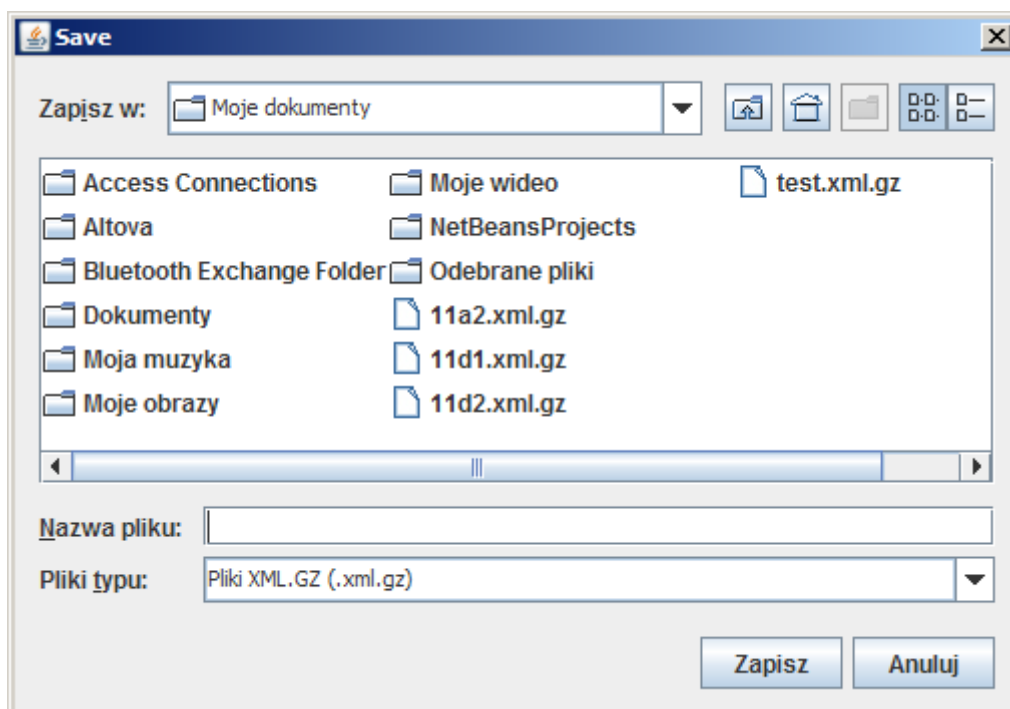 Save
Zapisz w: Moje dokumenty
Access Connections Moje wideo test.xml.gz
Altova NetBeansProjects
Bluetooth Exchange Folder Odebrane pliki
Dokumenty 11a2.xml.gz
Moja muzyka 11d1.xml.gz
Moje obrazy 11d2.xml.gz
Nazwa pliku:
Pliki typu: Pliki XML.GZ (.xml.gz)
Zapisz Anuluj